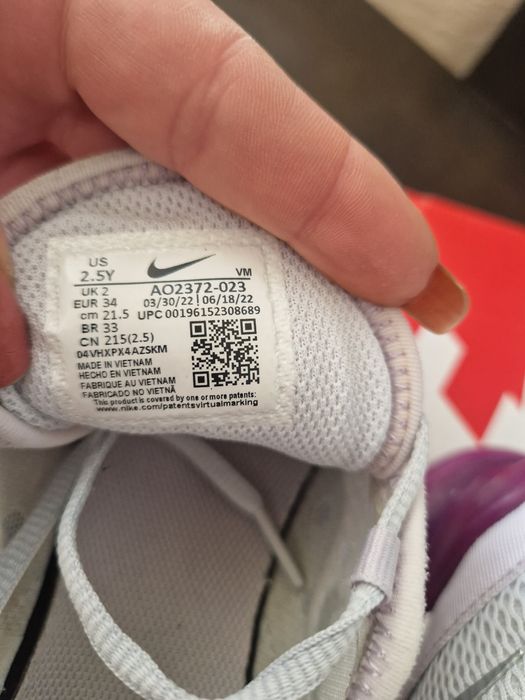 US
2.5Y
VM
UK 2
AO2372-023
EUR 34
03/30/22 | 06/18/22
cm 21.5
UPC 00196152308689
BR 33
CN 215(2.5)
04VHXPX4AZSKM
MADE IN VIETNAM
HECHO EN VIETNAM
FABRIQUE AU VIETNAM
FABRICADO NO VIETNÃ
This product is covered by one or more patents:
www.nike.com/patentsvirtualmarking